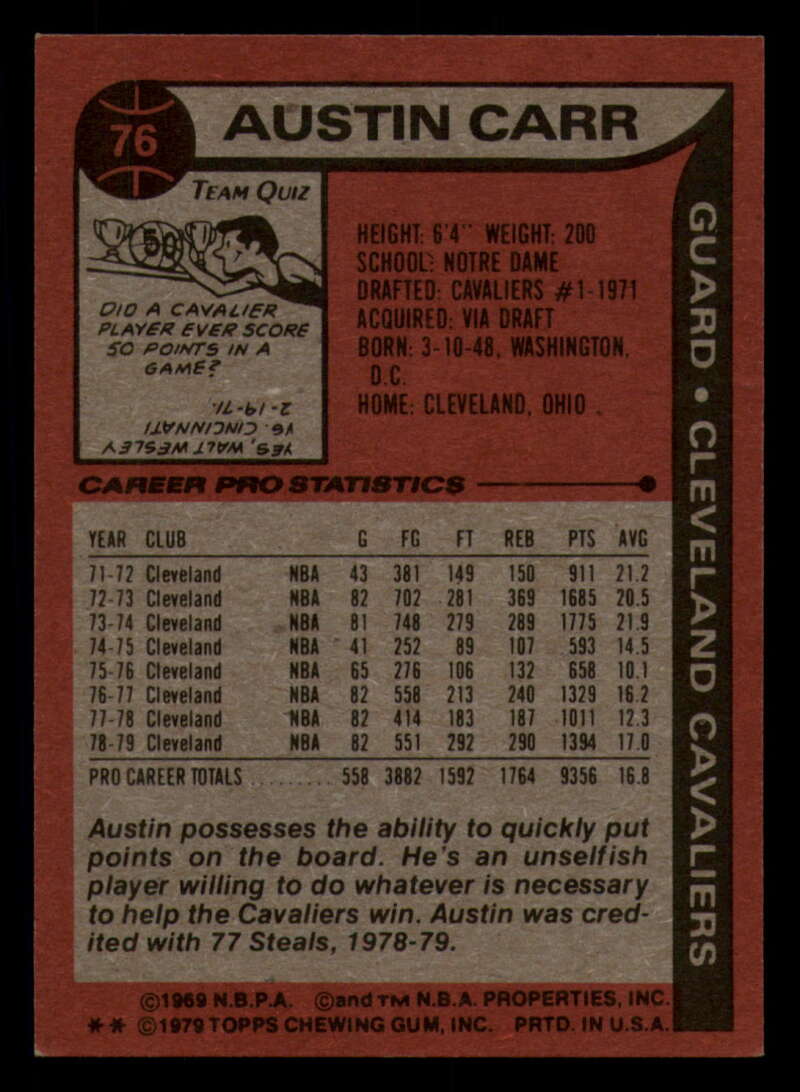 76
AUSTIN CARR
TEAM QUIZ
50
DID A CAVALIER
PLAYER EVER SCORE
50 POINTS IN A
GAME?
YES, WALT WESLEY
VS. CINCINNATI
2-19-71.
HEIGHT: 6'4" WEIGHT: 200
SCHOOL: NOTRE DAME
DRAFTED: CAVALIERS #1-1971
ACQUIRED: VIA DRAFT
BORN: 3-10-48, WASHINGTON,
D.C.
HOME: CLEVELAND, OHIO
GUARD • CLEVELAND CAVALIERS
CAREER PRO STATISTICS
YEAR CLUB G FG FT REB PTS AVG
71-72 Cleveland NBA 43 381 149 150 911 21.2
72-73 Cleveland NBA 82 702 281 369 1685 20.5
73-74 Cleveland NBA 81 748 279 289 1775 21.9
74-75 Cleveland NBA 41 252 89 107 593 14.5
75-76 Cleveland NBA 65 276 106 132 658 10.1
76-77 Cleveland NBA 82 558 213 240 1329 16.2
77-78 Cleveland NBA 82 414 183 187 1011 12.3
78-79 Cleveland NBA 82 551 292 290 1394 17.0
PRO CAREER TOTALS .......... 558 3882 1592 1764 9356 16.8
Austin possesses the ability to quickly put
points on the board. He's an unselfish
player willing to do whatever is necessary
to help the Cavaliers win. Austin was cred-
ited with 77 Steals, 1978-79.
©1969 N.B.P.A. ©and TM N.B.A. PROPERTIES, INC.
** ©1979 TOPPS CHEWING GUM, INC. PRTD. IN U.S.A.